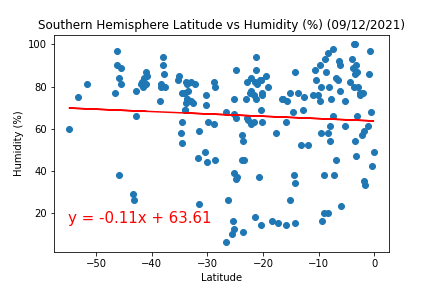 Southern Hemisphere Latitude vs Humidity (%) (09/12/2021)
100
80
60
40
20
Humidity (%)
y = -0.11x + 63.61
−50
−40
−30
−20
−10
0
Latitude